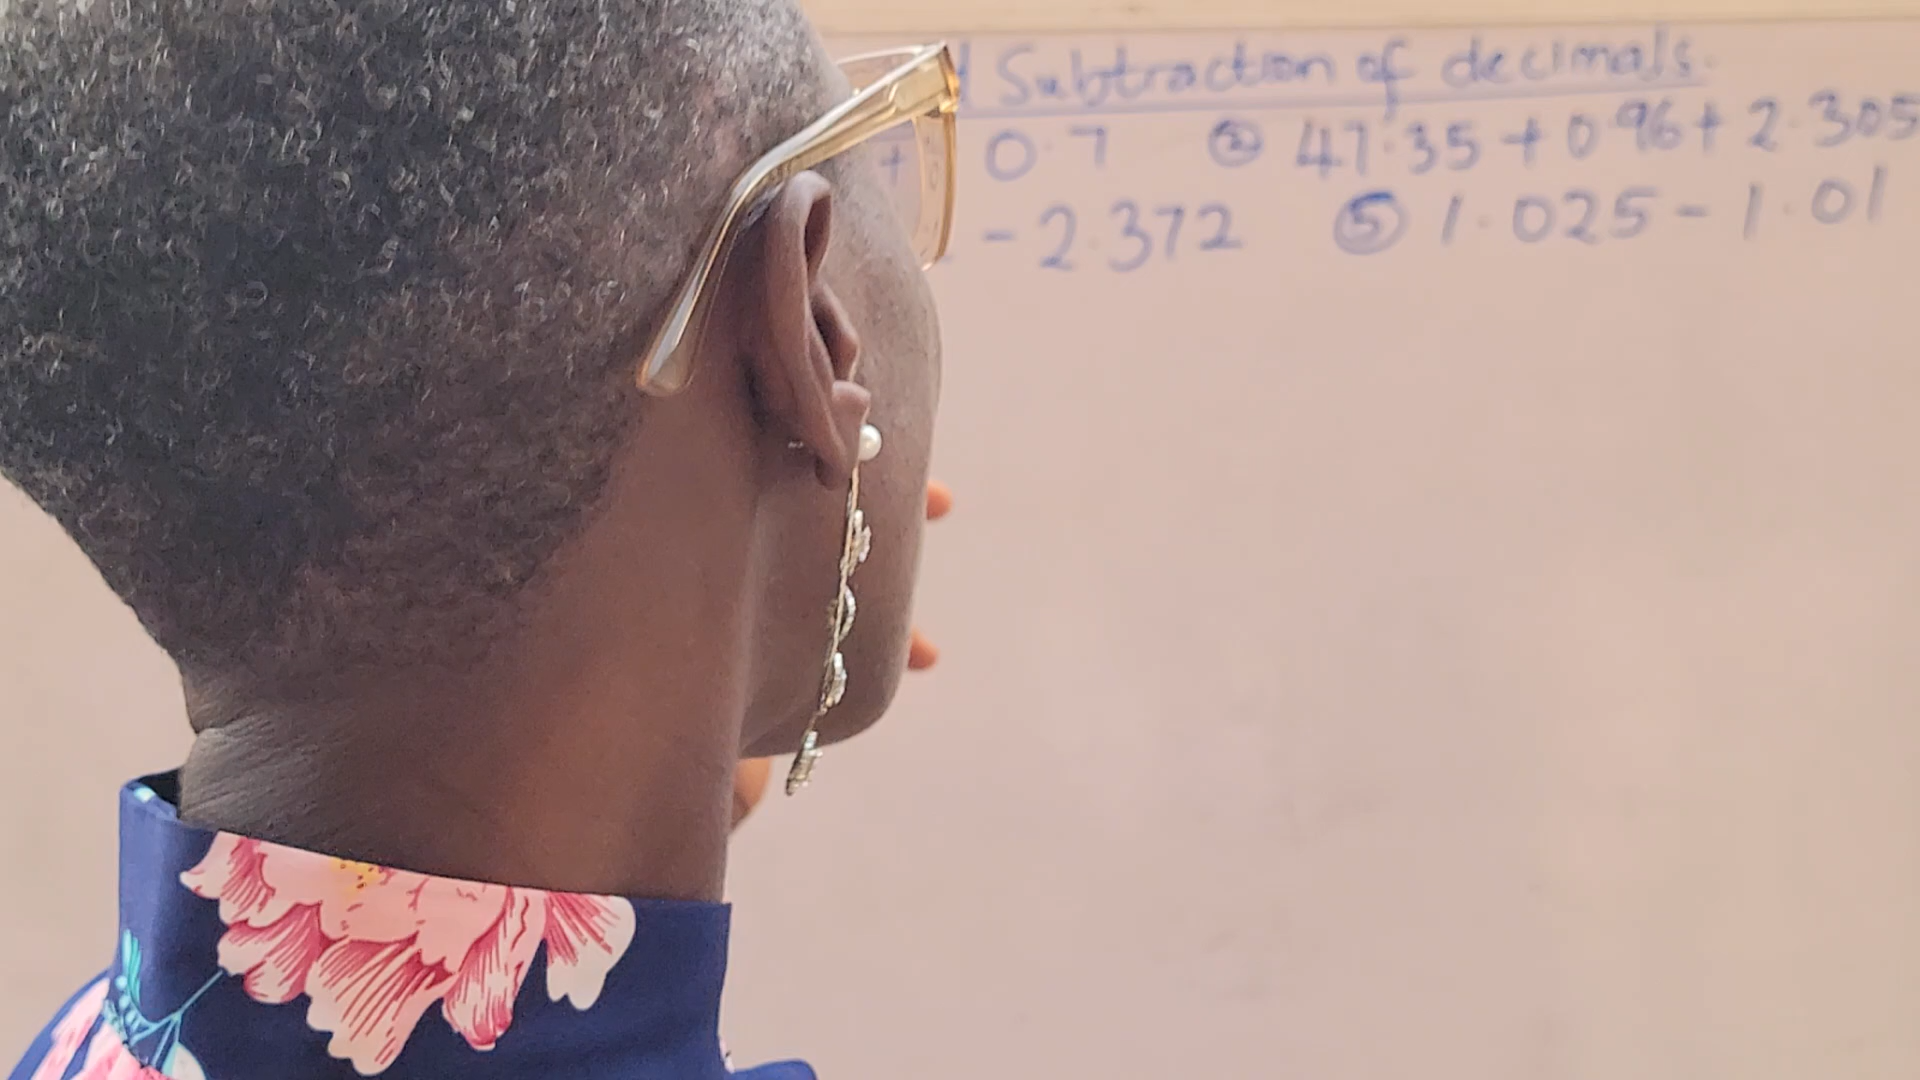 Subtraction of decimals.
+ 0.7 ② 47.35 + 0.96 + 2.305
- 2.372 ⑤ 1.025 - 1.01